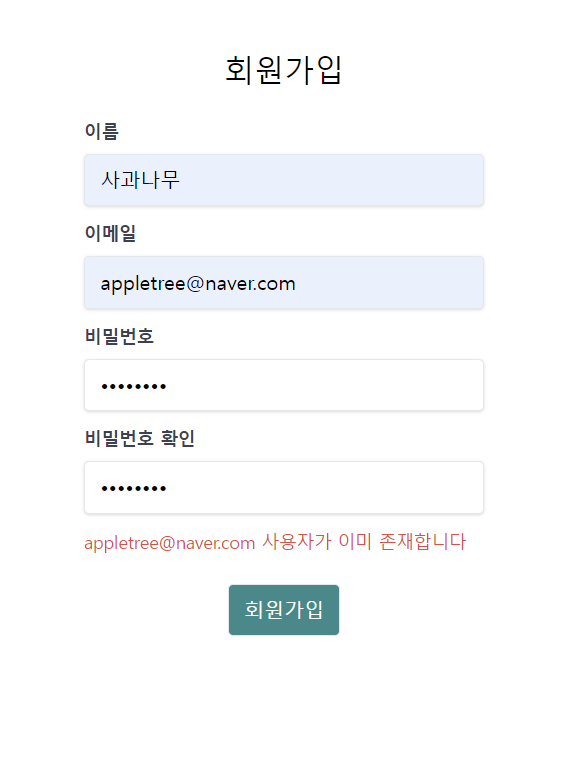 회원가입
이름
사과나무
이메일
appletree@naver.com
비밀번호
••••••••
비밀번호 확인
••••••••
appletree@naver.com 사용자가 이미 존재합니다
회원가입